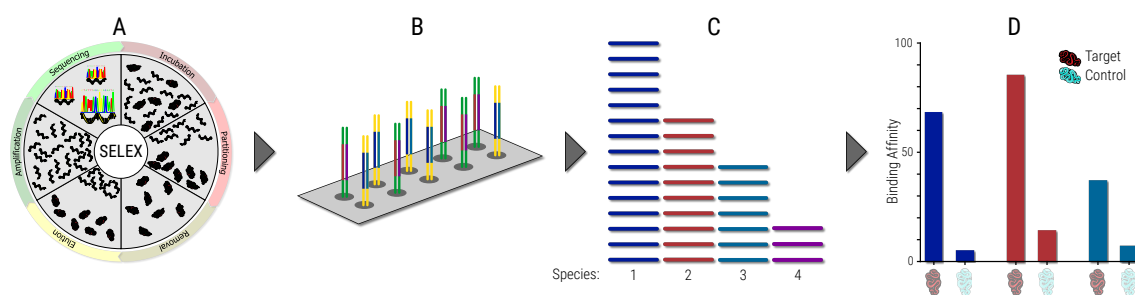 A
B
C
D
Sequencing
Incubation
Partitioning
Removal
Elution
Amplification
SELEX
Species:
1
2
3
4
Binding Affinity
100
50
0
Target
Control